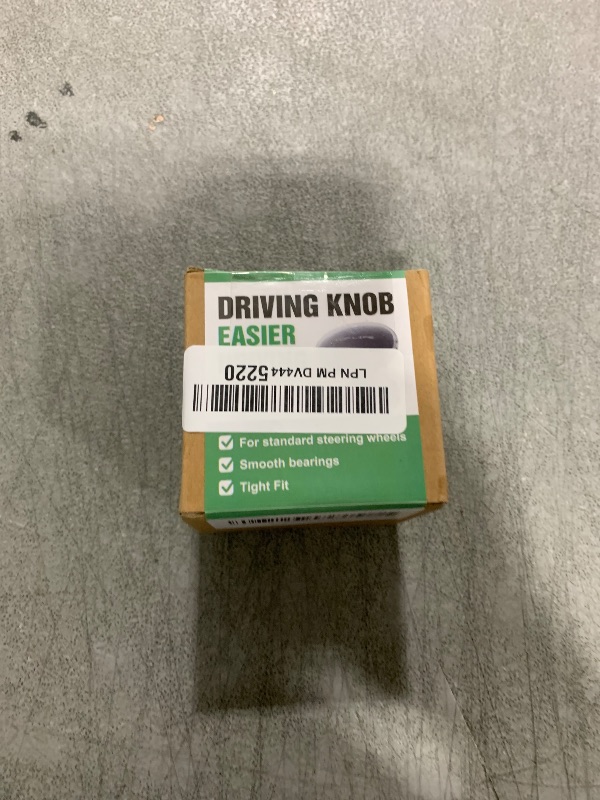 DRIVING KNOB
EASIER
LPN PM DV4445220
For standard steering wheels
Smooth bearings
Tight Fit